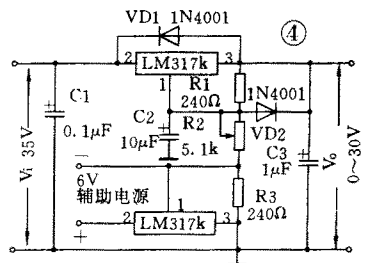 VD1 1N4001
④
2 LM317k 3
1 R1
240Ω
1N4001
C1
0.1μF
C2
10μF
R2
5.1k
VD2
C3
1μF
Vi 35V
Vo
0～30V
6V
辅助电源
1
2 LM317k 3
R3
240Ω